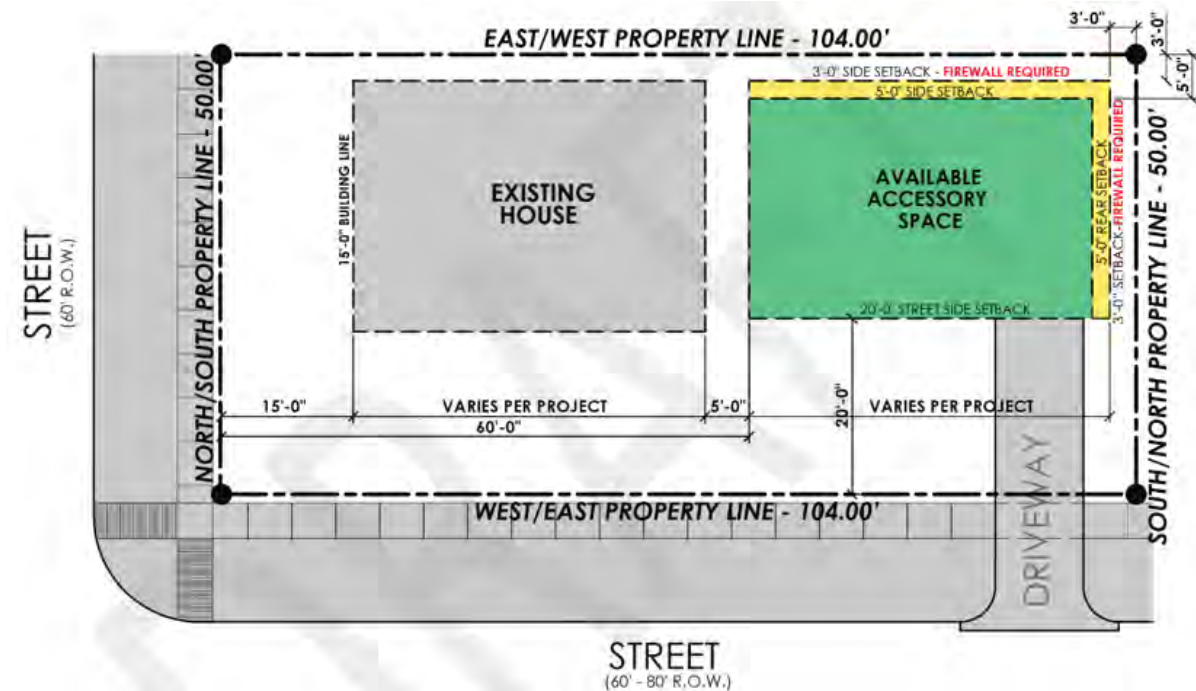 3'-0"
3'-0"
5'-0"
EAST/WEST PROPERTY LINE - 104.00'
3'-0" SIDE SETBACK - FIREWALL REQUIRED
5'-0" SIDE SETBACK
STREET
(60' R.O.W.)
NORTH/SOUTH PROPERTY LINE - 50.00'
15'-0" BUILDING LINE
EXISTING
HOUSE
AVAILABLE
ACCESSORY
SPACE
5'-0" REAR SETBACK
3'-0" SETBACK-FIREWALL REQUIRED
SOUTH/NORTH PROPERTY LINE - 50.00'
20'-0" STREET SIDE SETBACK
15'-0"
VARIES PER PROJECT
5'-0"
20'-0"
VARIES PER PROJECT
60'-0"
WEST/EAST PROPERTY LINE - 104.00'
DRIVEWAY
STREET
(60' - 80' R.O.W.)